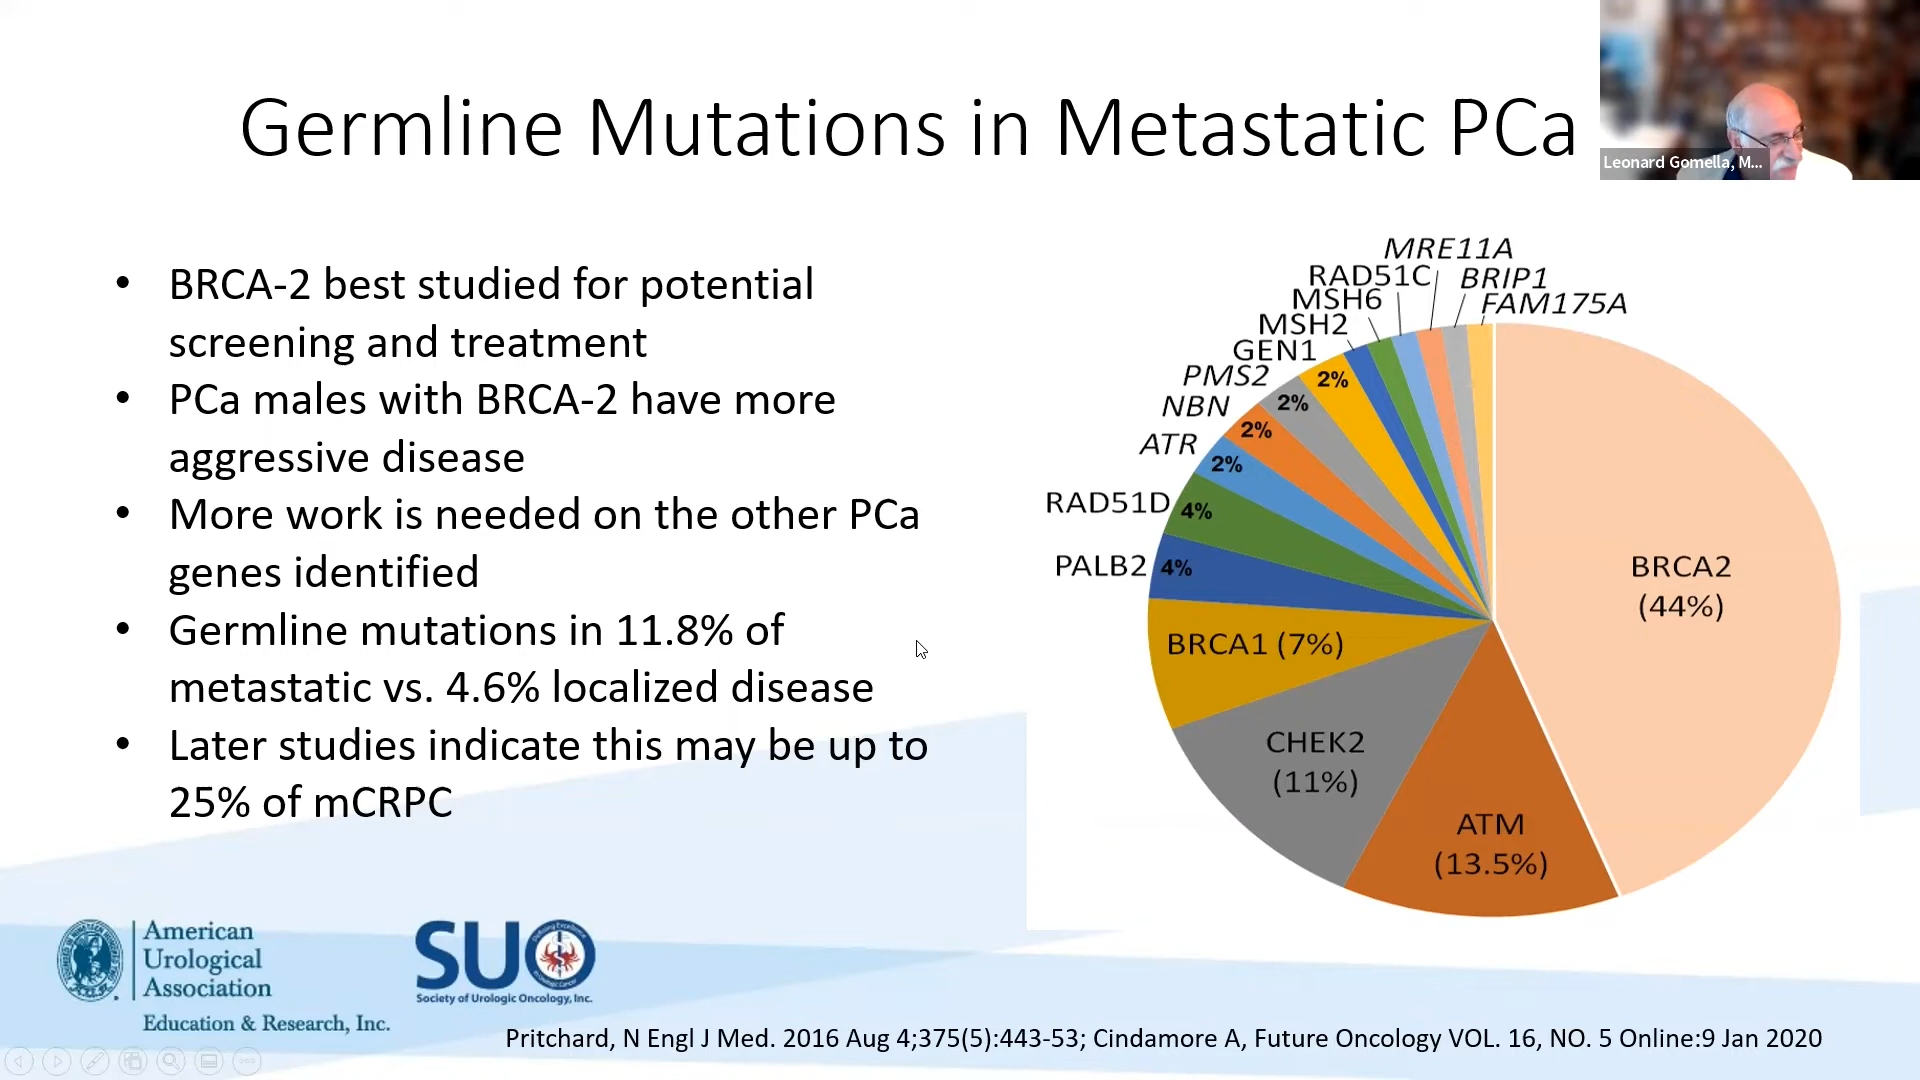 Germline Mutations in Metastatic PCa
Leonard Gomella, M...
• BRCA-2 best studied for potential
screening and treatment
• PCa males with BRCA-2 have more
aggressive disease
• More work is needed on the other PCa
genes identified
• Germline mutations in 11.8% of
metastatic vs. 4.6% localized disease
• Later studies indicate this may be up to
25% of mCRPC
MRE11A
RAD51C
BRIP1
MSH6
FAM175A
MSH2
GEN1
PMS2
2%
NBN
2%
2%
ATR
2%
RAD51D
4%
PALB2
4%
BRCA2
(44%)
BRCA1 (7%)
CHEK2
(11%)
ATM
(13.5%)
American
Urological
Association
Education & Research, Inc.
SUO
Society of Urologic Oncology, Inc.
Pritchard, N Engl J Med. 2016 Aug 4;375(5):443-53; Cindamore A, Future Oncology VOL. 16, NO. 5 Online:9 Jan 2020